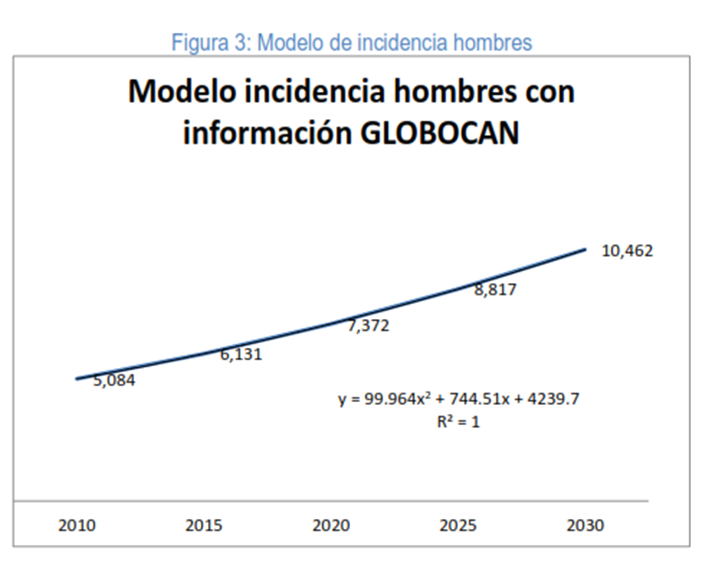 Figura 3: Modelo de incidencia hombres
Modelo incidencia hombres con
información GLOBOCAN
10,462
8,817
7,372
6,131
5,084
y = 99.964x² + 744.51x + 4239.7
R² = 1
2010 2015 2020 2025 2030